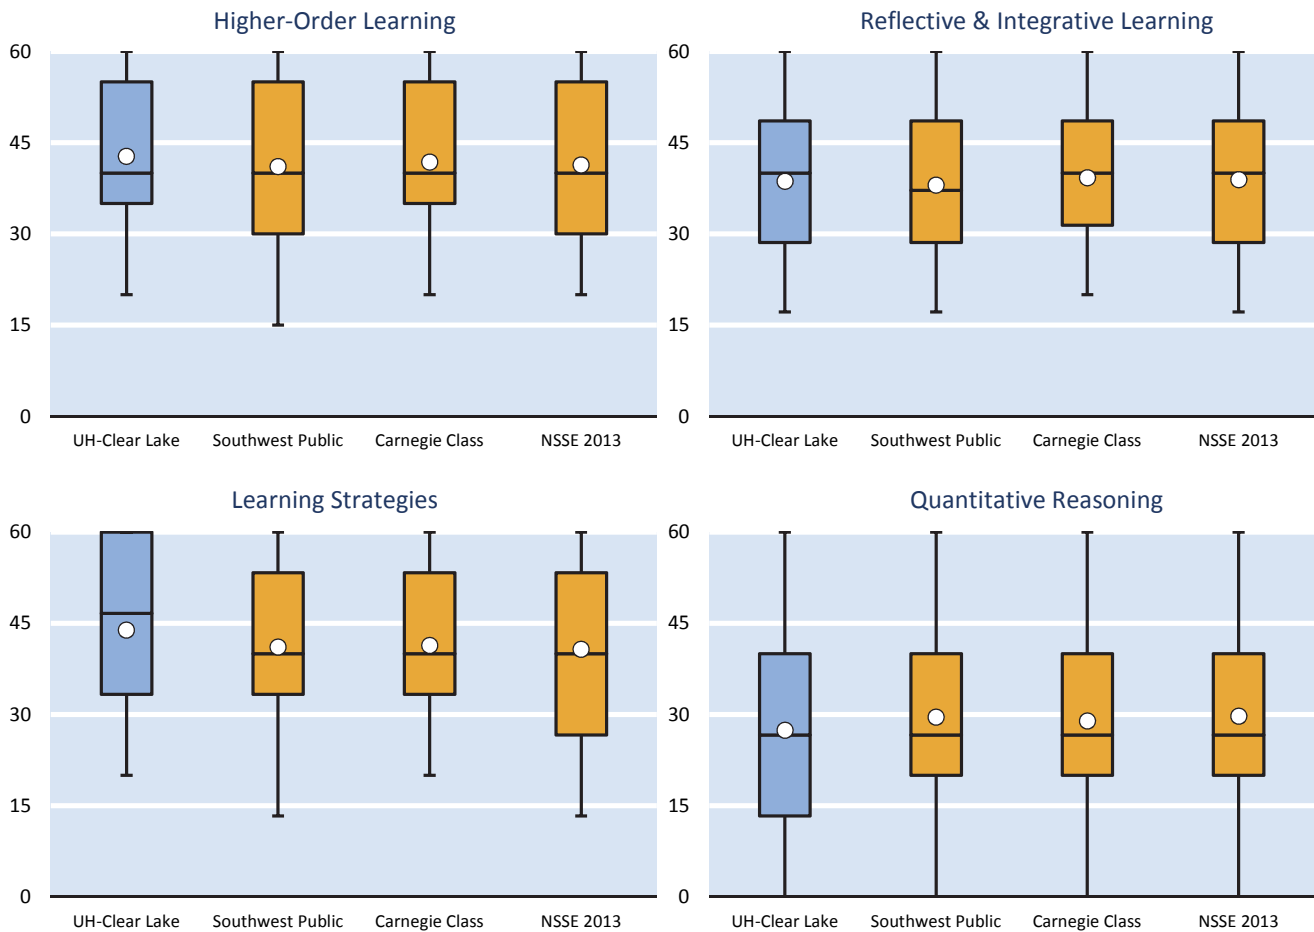 Higher-Order Learning
60
45
30
15
0
UH-Clear Lake Southwest Public Carnegie Class NSSE 2013
Reflective & Integrative Learning
60
45
30
15
0
UH-Clear Lake Southwest Public Carnegie Class NSSE 2013
Learning Strategies
60
45
30
15
0
UH-Clear Lake Southwest Public Carnegie Class NSSE 2013
Quantitative Reasoning
60
45
30
15
0
UH-Clear Lake Southwest Public Carnegie Class NSSE 2013